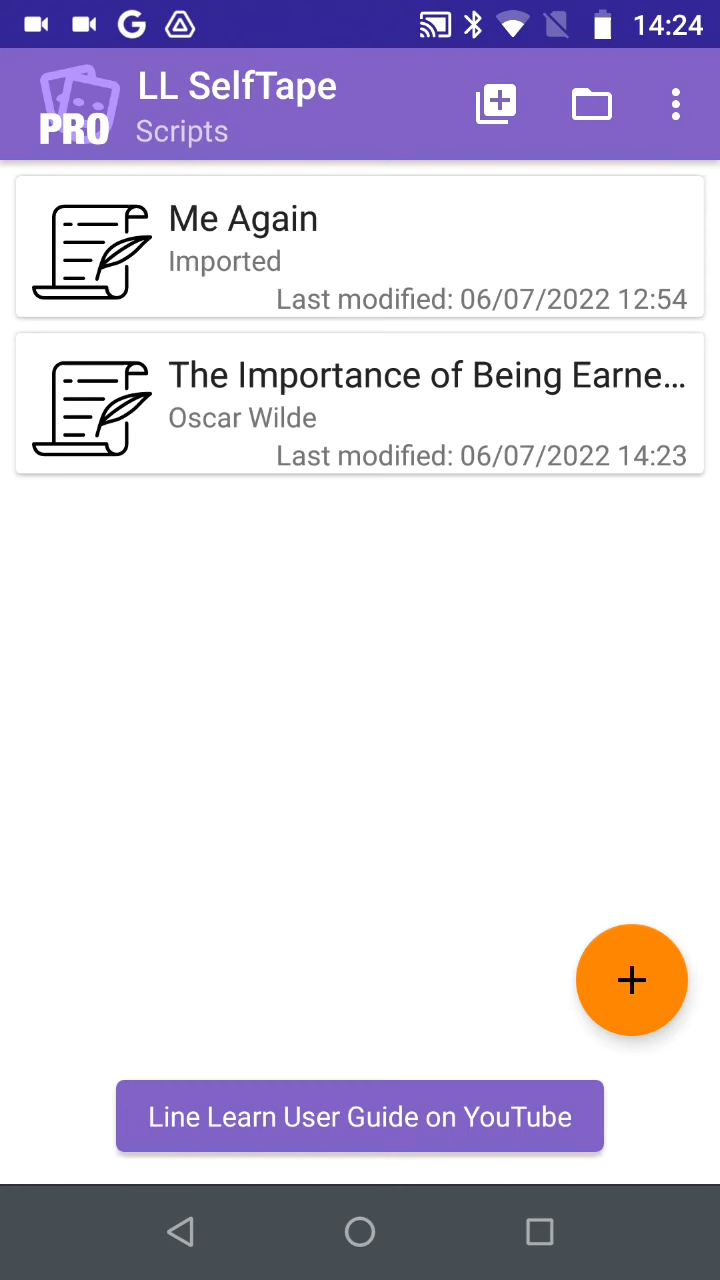 14:24
LL SelfTape
PRO
Scripts
Me Again
Imported
Last modified: 06/07/2022 12:54
The Importance of Being Earne...
Oscar Wilde
Last modified: 06/07/2022 14:23
Line Learn User Guide on YouTube